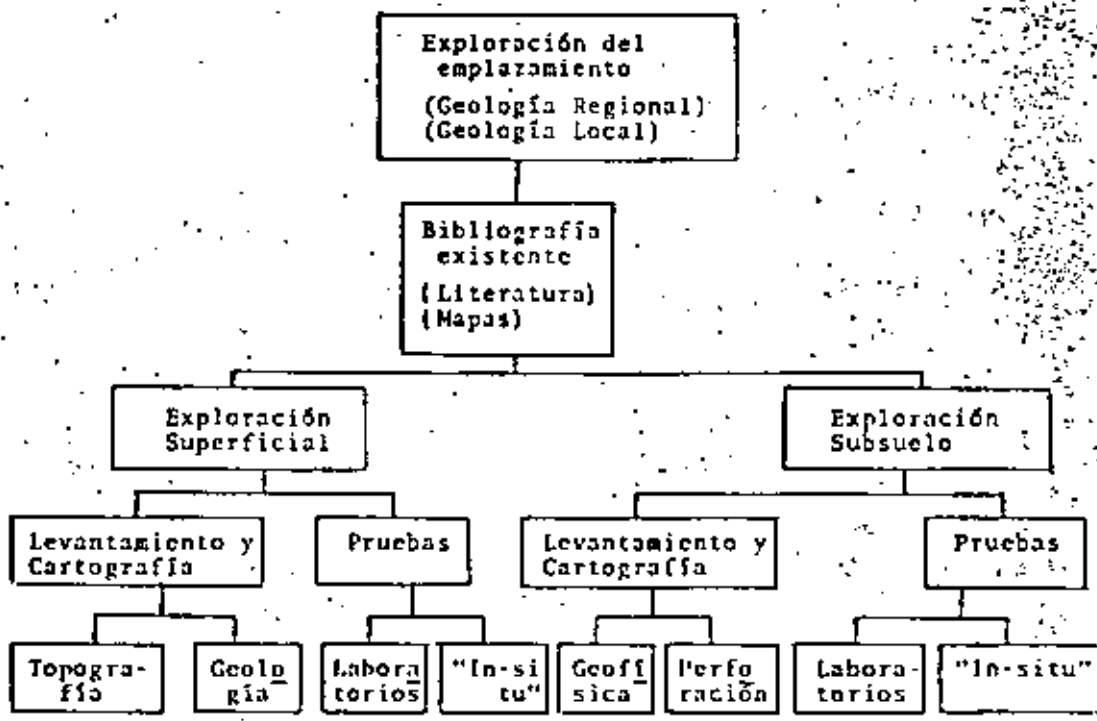 Exploración del
emplazamiento
(Geología Regional)
(Geología Local)
Bibliografía
existente
(Literatura)
(Mapas)
Exploración
Superficial
Exploración
Subsuelo
Levantamiento y
Cartografía
Pruebas
Levantamiento y
Cartografía
Pruebas
Topogra-
fía
Geolo
gía
Labora
torios
"In-si
tu"
Geofí
sica
Perfo
ración
Labora-
torios
"In-situ"